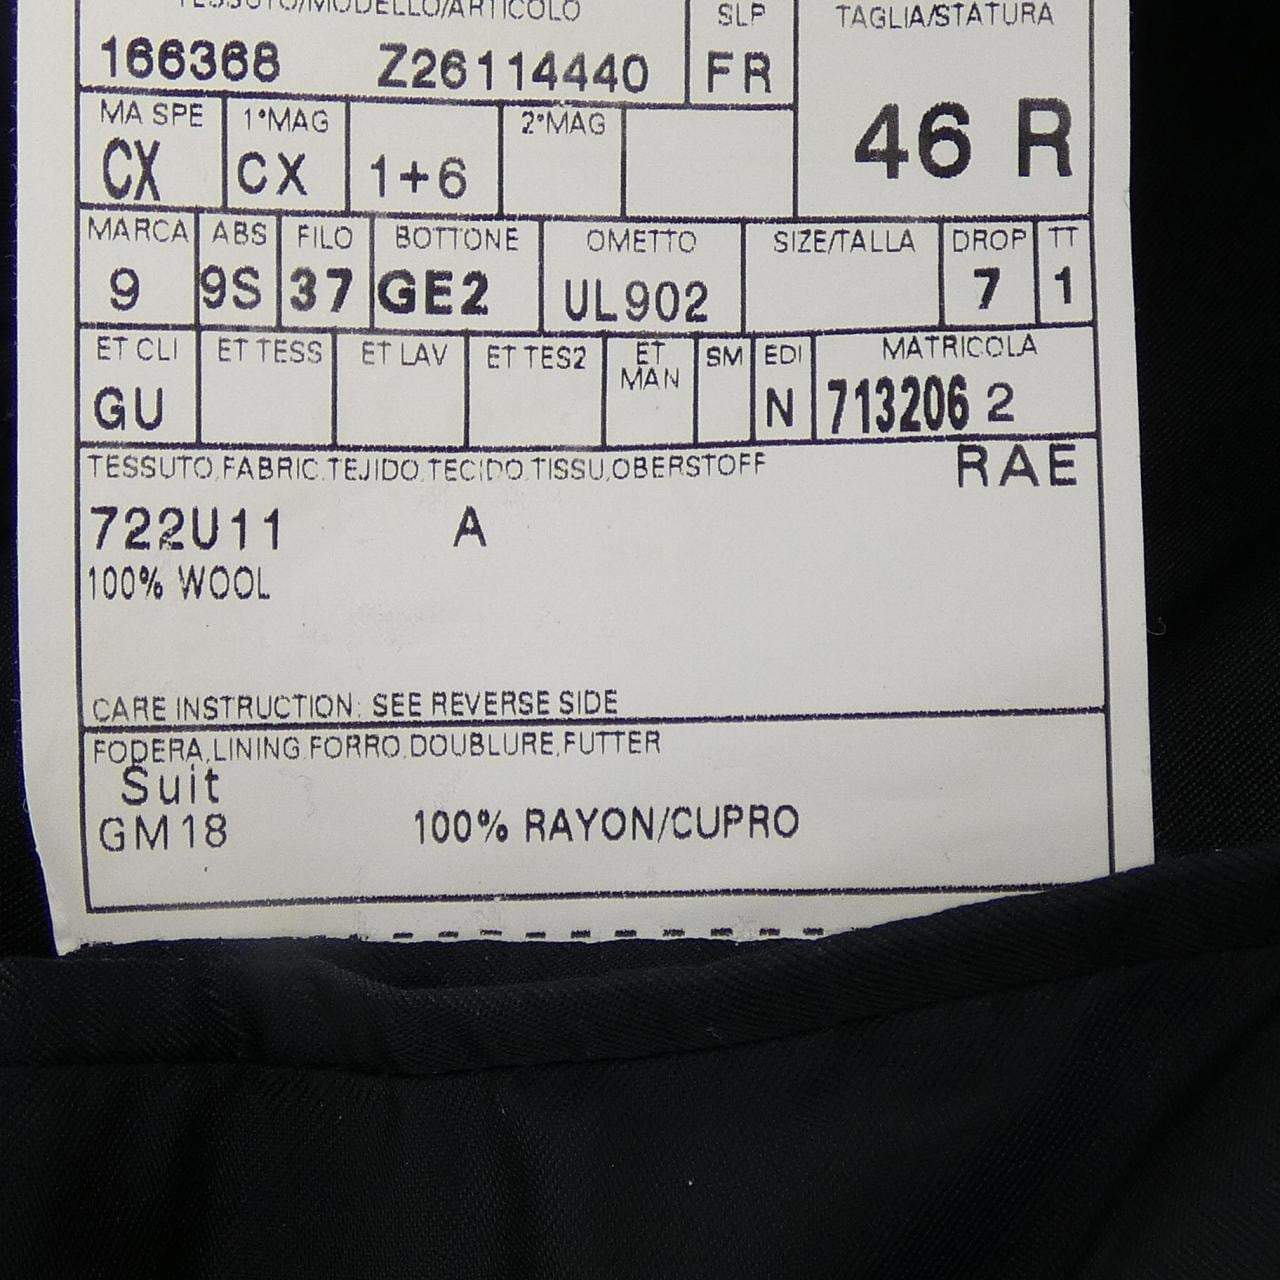 TESSUTO/MODELLO/ARTICOLO SLP TAGLIA/STATURA
166368 Z26114440 FR
46 R
MA SPE 1°MAG 2°MAG
CX CX 1+6
MARCA ABS FILO BOTTONE OMETTO SIZE/TALLA DROP TT
9 9S 37 GE2 UL902 7 1
ET CLI ET TESS ET LAV ET TES2 ET MAN SM EDI MATRICOLA
GU N 713206 2
TESSUTO,FABRIC,TEJIDO,TECIDO,TISSU,OBERSTOFF RAE
722U11 A
100% WOOL
CARE INSTRUCTION: SEE REVERSE SIDE
FODERA,LINING,FORRO,DOUBLURE,FUTTER
Suit
GM18 100% RAYON/CUPRO